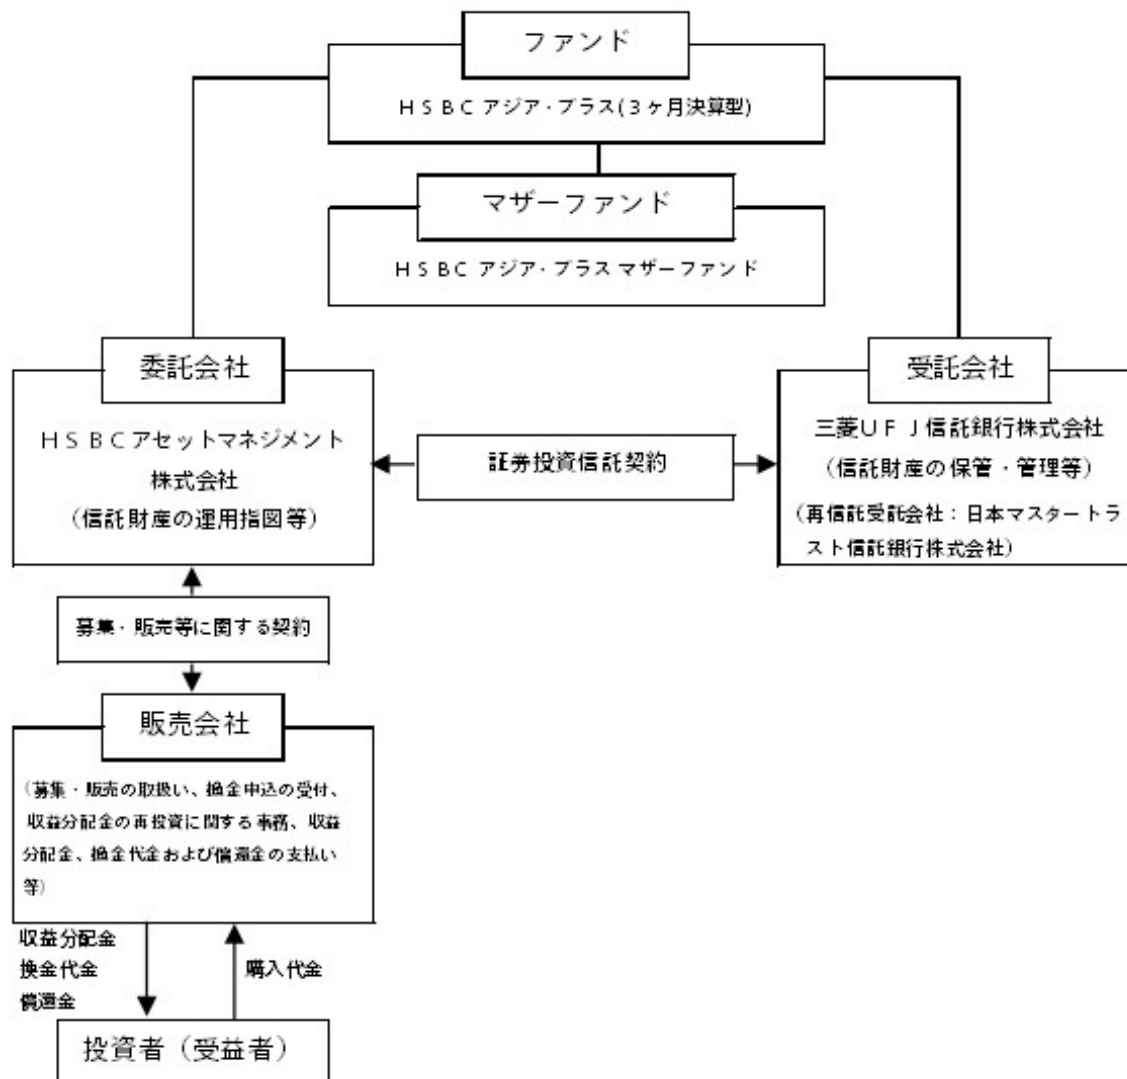 ファンド
HSBC アジア・プラス(3ヶ月決算型)
マザーファンド
HSBC アジア・プラス マザーファンド
委託会社
HSBCアセットマネジメント
株式会社
(信託財産の運用指図等)
証券投資信託契約
受託会社
三菱UFJ信託銀行株式会社
(信託財産の保管・管理等)
(再信託受託会社:日本マスタートラ
スト信託銀行株式会社)
募集・販売等に関する契約
販売会社
(募集・販売の取扱い、換金申込の受付、
収益分配金の再投資に関する事務、収益
分配金、換金代金および償還金の支払い
等)
収益分配金
換金代金
償還金
購入代金
投資者(受益者)